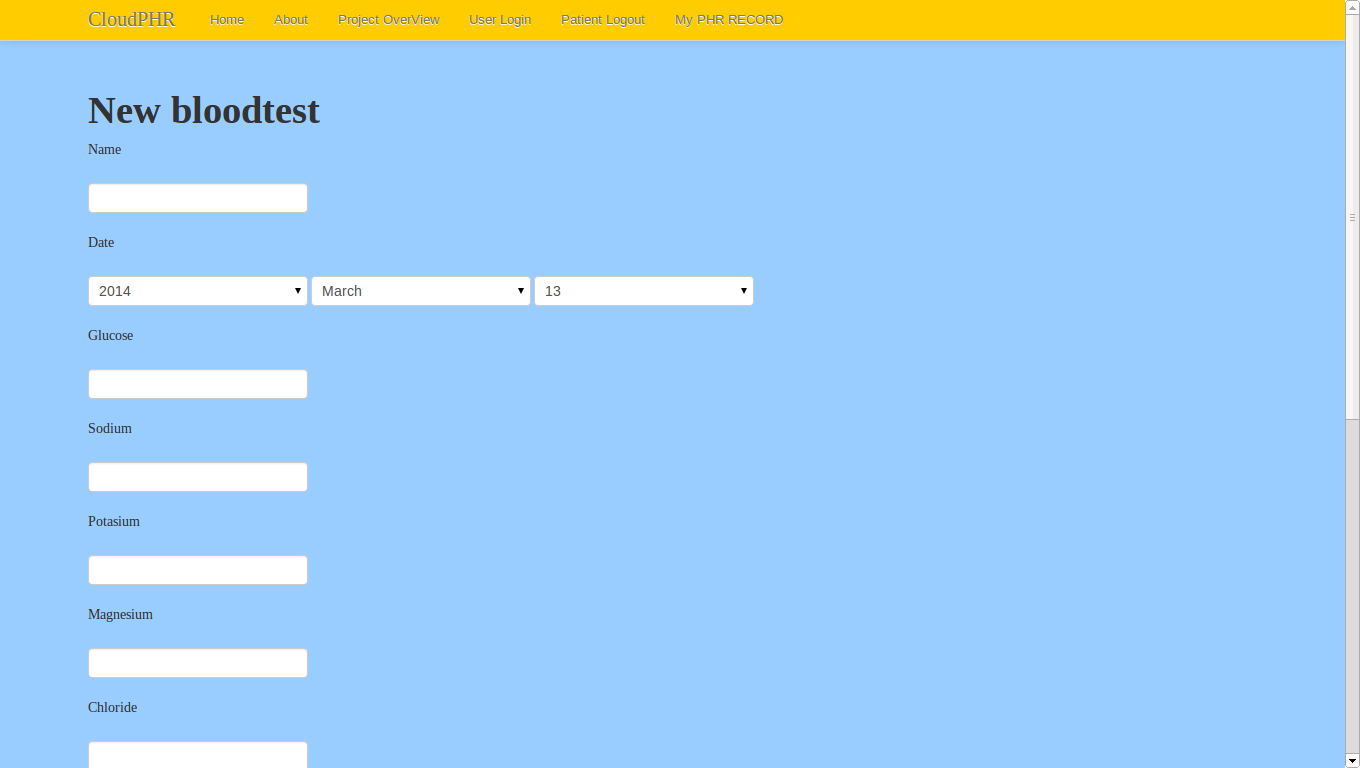 CloudPHR Home About Project OverView User Login Patient Logout My PHR RECORD
New bloodtest
Name
Date
2014 March 13
Glucose
Sodium
Potasium
Magnesium
Chloride